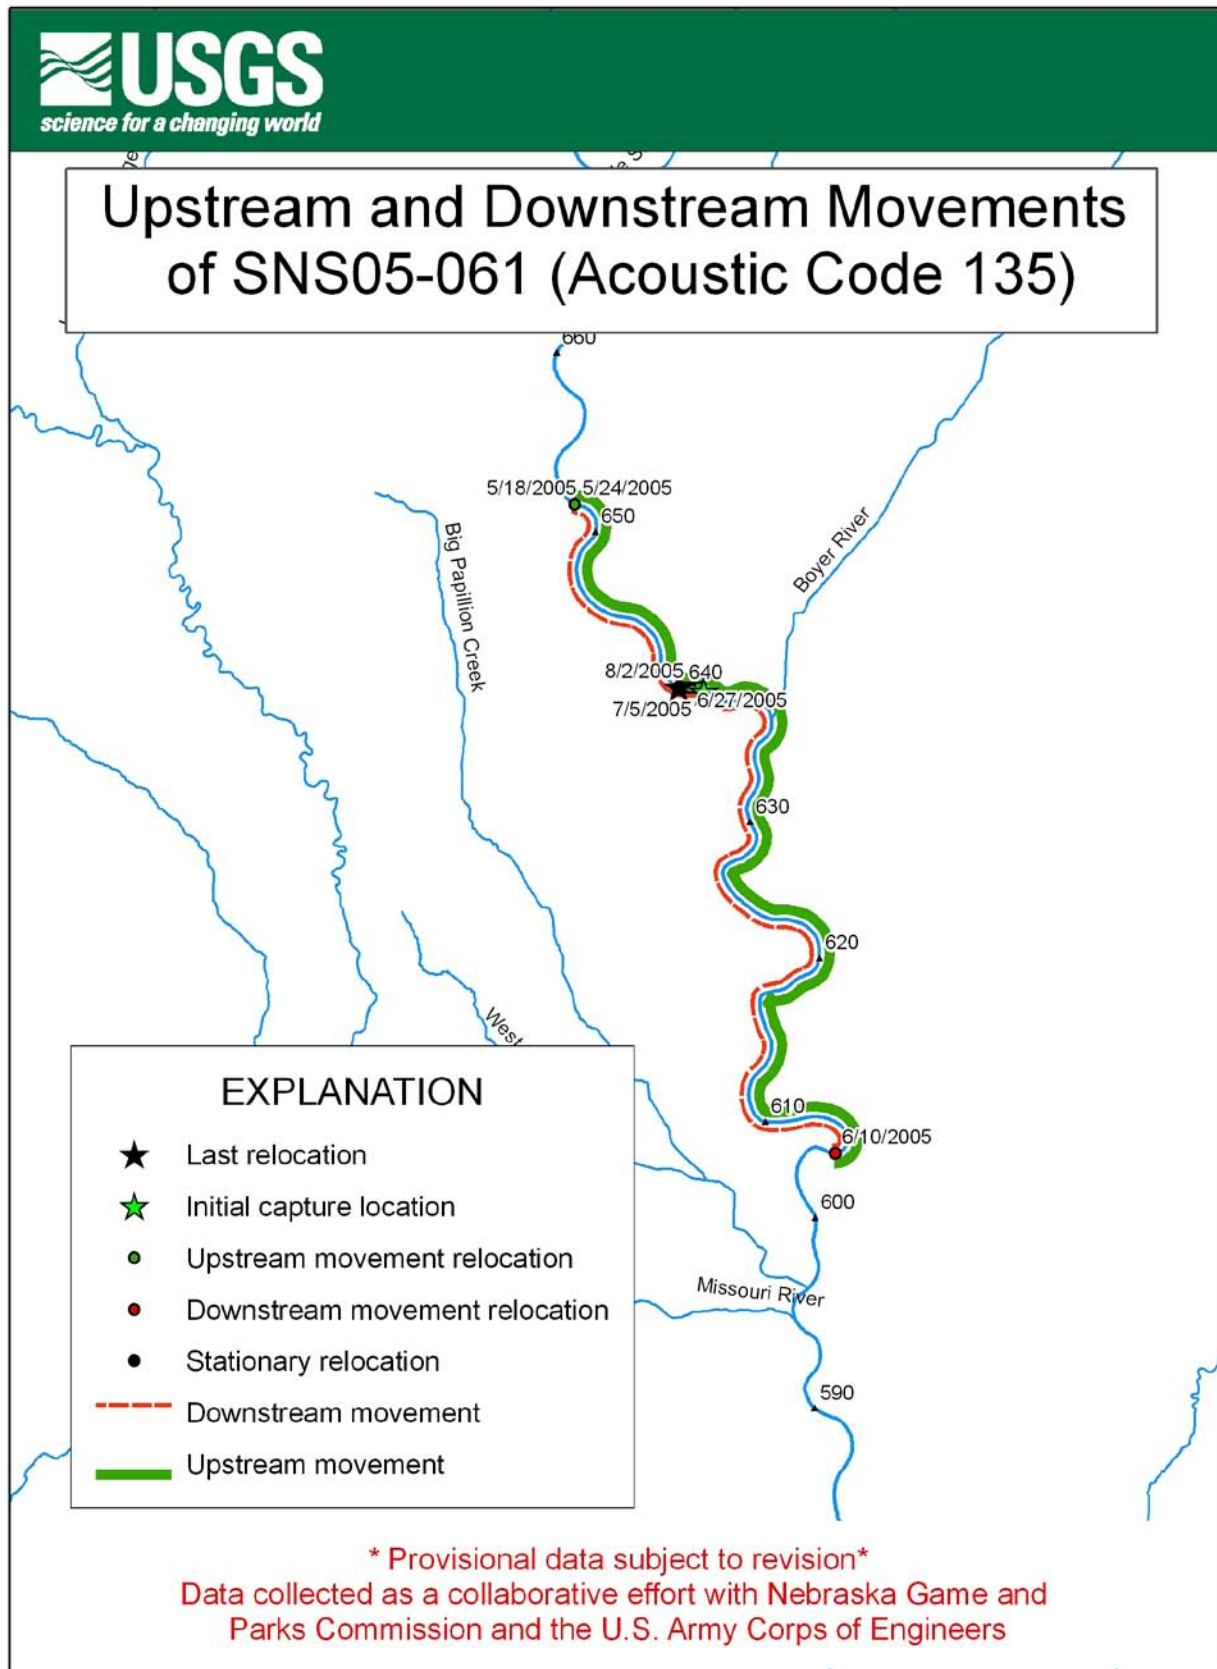 USGS
science for a changing world
Upstream and Downstream Movements
of SNS05-061 (Acoustic Code 135)
660
5/18/2005 5/24/2005
650
Boyer River
Big Papillion Creek
8/2/2005 640
6/27/2005
7/5/2005
630
620
West
610
6/10/2005
600
Missouri River
590
EXPLANATION
Last relocation
Initial capture location
Upstream movement relocation
Downstream movement relocation
Stationary relocation
Downstream movement
Upstream movement
* Provisional data subject to revision*
Data collected as a collaborative effort with Nebraska Game and
Parks Commission and the U.S. Army Corps of Engineers